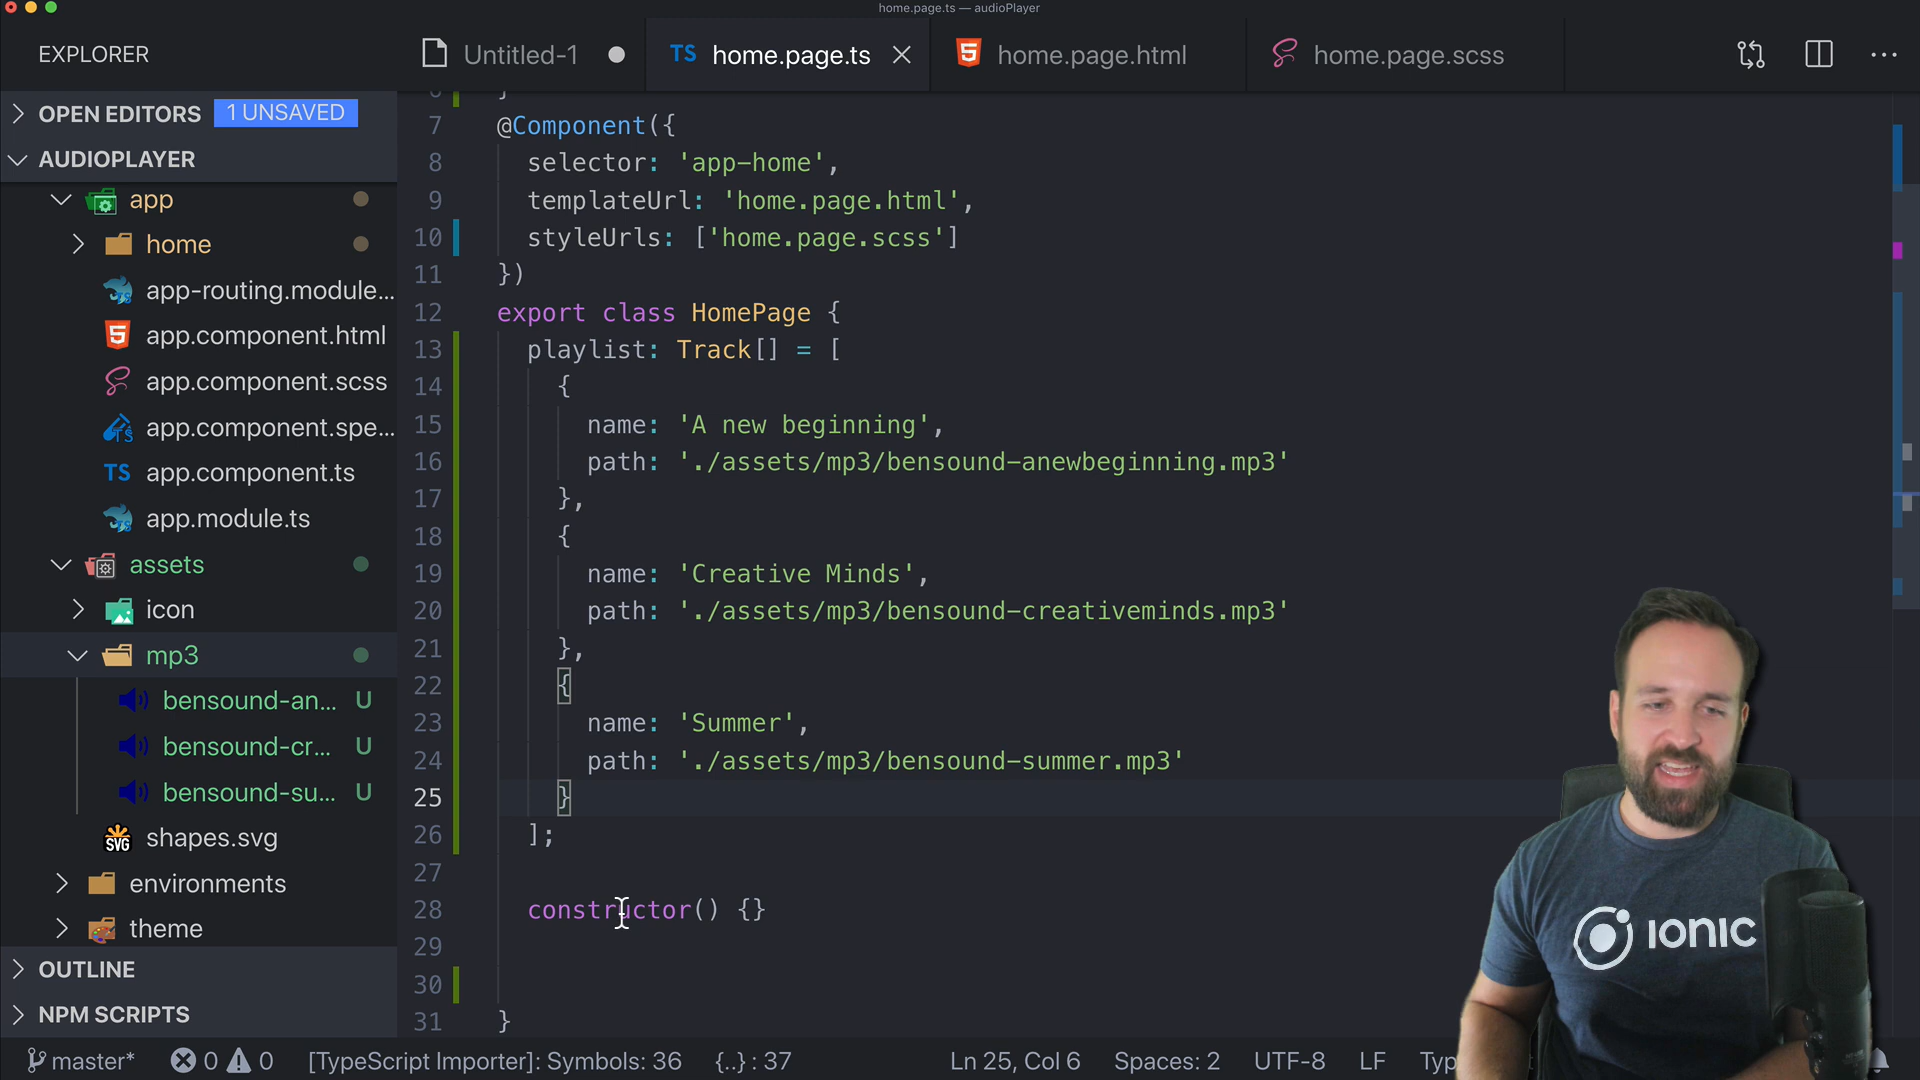 home.page.ts — audioPlayer
EXPLORER
Untitled-1
TS home.page.ts
home.page.html
home.page.scss
OPEN EDITORS 1 UNSAVED
AUDIOPLAYER
app
home
app-routing.module...
app.component.html
app.component.scss
app.component.spe...
TS app.component.ts
app.module.ts
assets
icon
mp3
bensound-an... U
bensound-cr... U
bensound-su... U
SVG shapes.svg
environments
theme
OUTLINE
NPM SCRIPTS
6 }
7 @Component({
8 selector: 'app-home',
9 templateUrl: 'home.page.html',
10 styleUrls: ['home.page.scss']
11 })
12 export class HomePage {
13 playlist: Track[] = [
14 {
15 name: 'A new beginning',
16 path: './assets/mp3/bensound-anewbeginning.mp3'
17 },
18 {
19 name: 'Creative Minds',
20 path: './assets/mp3/bensound-creativeminds.mp3'
21 },
22 {
23 name: 'Summer',
24 path: './assets/mp3/bensound-summer.mp3'
25 }
26 ];
27
28 constructor() {}
29
30
31 }
IONIC
master* 0 0 [TypeScript Importer]: Symbols: 36 {..} : 37 Ln 25, Col 6 Spaces: 2 UTF-8 LF Typ